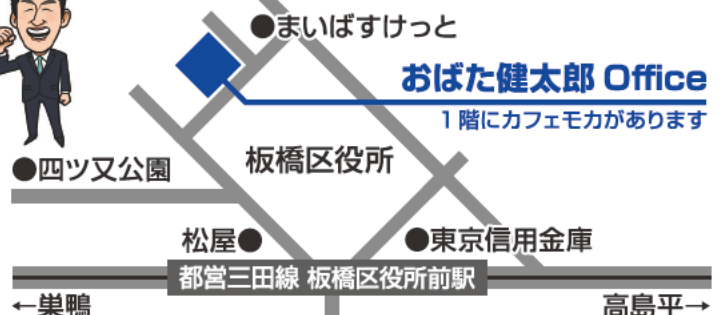 ●まいばすけっと
おばた健太郎 Office
1階にカフェモカがあります
板橋区役所
●四ツ又公園
松屋●
●東京信用金庫
都営三田線 板橋区役所前駅
←巣鴨
高島平→